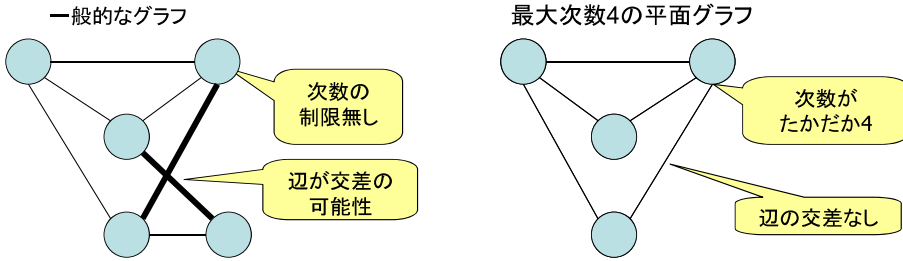 一般的なグラフ
次数の
制限無し
辺が交差の
可能性
最大次数4の平面グラフ
次数が
たかだか4
辺の交差なし